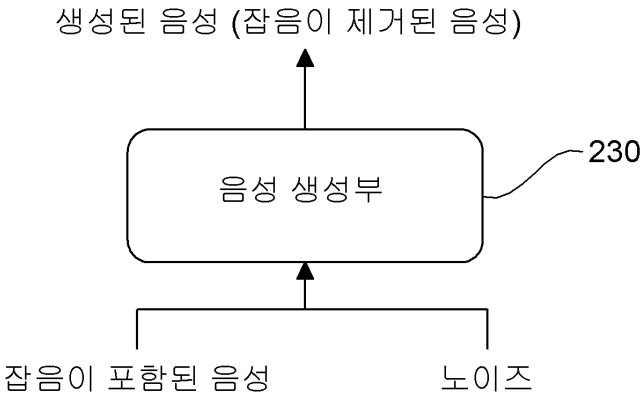 생성된 음성 (잡음이 제거된 음성)
음성 생성부
230
잡음이 포함된 음성
노이즈